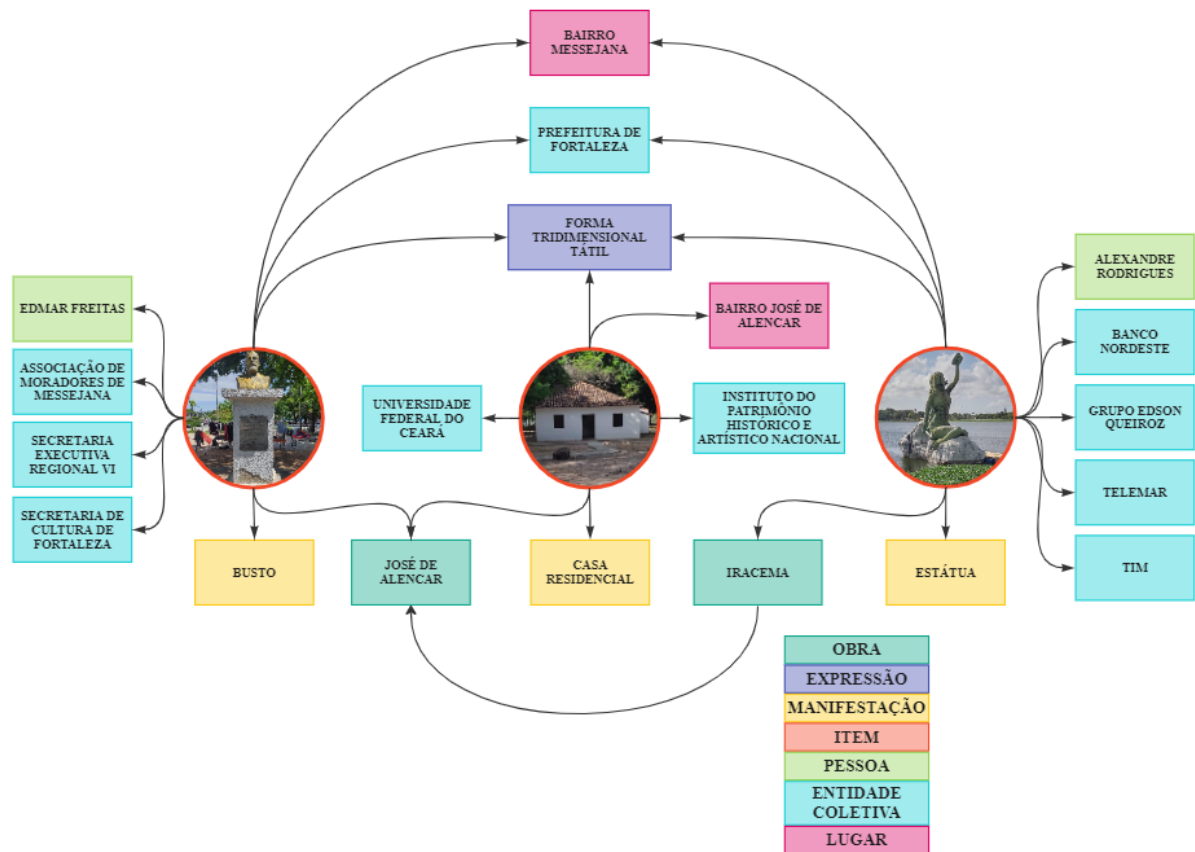 BAIRRO
MESSEJANA
PREFEITURA DE
FORTALEZA
FORMA
TRIDIMENSIONAL
TÁTIL
ALEXANDRE
RODRIGUES
EDMAR FREITAS
BAIRRO JOSÉ DE
ALENCAR
BANCO
NORDESTE
ASSOCIAÇÃO DE
MORADORES DE
MESSEJANA
UNIVERSIDADE
FEDERAL DO
CEARÁ
INSTITUTO DO
PATRIMÔNIO
HISTÓRICO E
ARTÍSTICO NACIONAL
GRUPO EDSON
QUEIROZ
SECRETARIA
EXECUTIVA
REGIONAL VI
TELEMAR
SECRETARIA DE
CULTURA DE
FORTALEZA
BUSTO
JOSÉ DE
ALENCAR
CASA
RESIDENCIAL
IRACEMA
ESTÁTUA
TIM
OBRA
EXPRESSÃO
MANIFESTAÇÃO
ITEM
PESSOA
ENTIDADE
COLETIVA
LUGAR